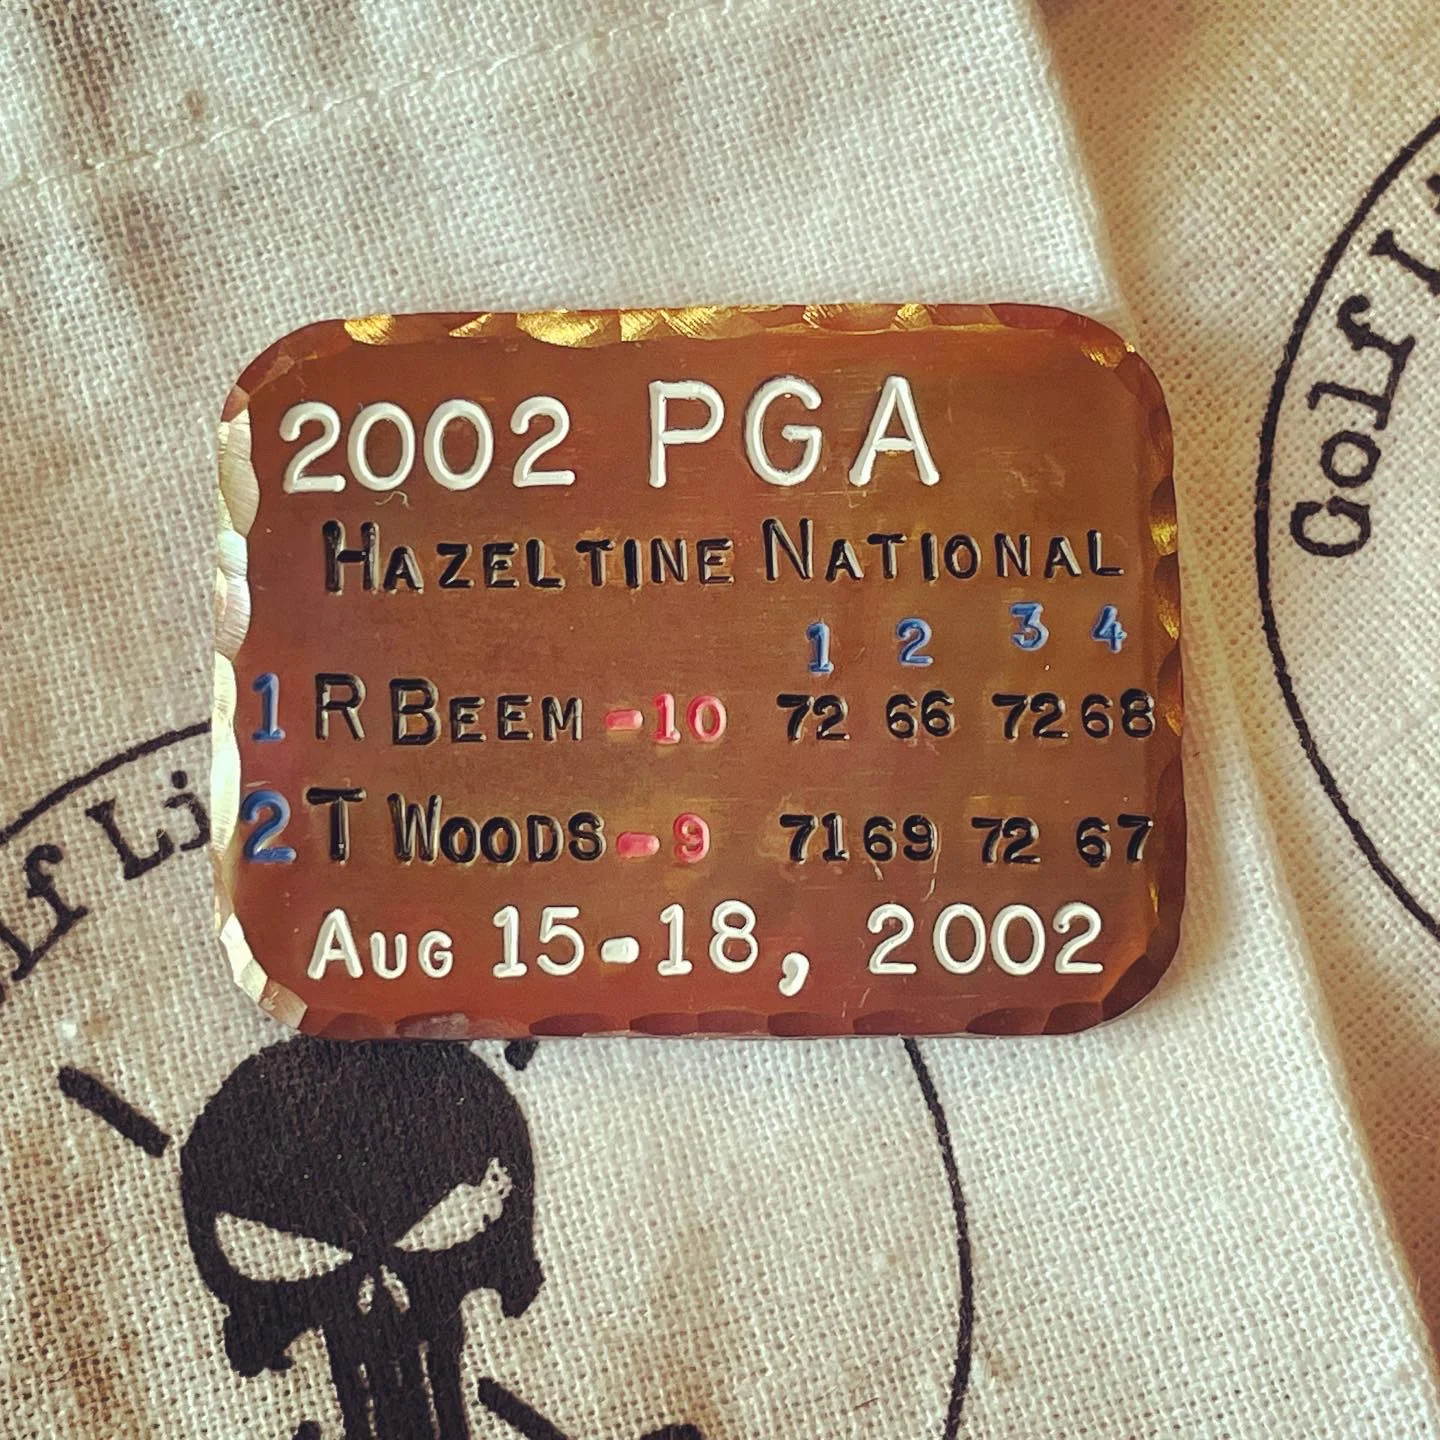 2002 PGA
HAZELTINE NATIONAL
1 2 3 4
1 R BEEM -10 72 66 72 68
2 T WOODS -9 71 69 72 67
AUG 15-18, 2002
Golf